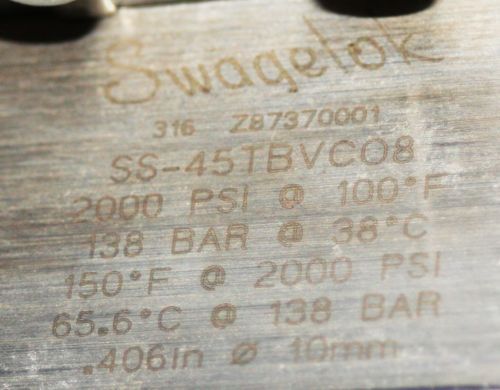 Swagelok
316 Z87370001
SS-45TBVCO8
2000 PSI @ 100°F
138 BAR @ 38°C
150°F @ 2000 PSI
65.6°C @ 138 BAR
.406in ø 10mm